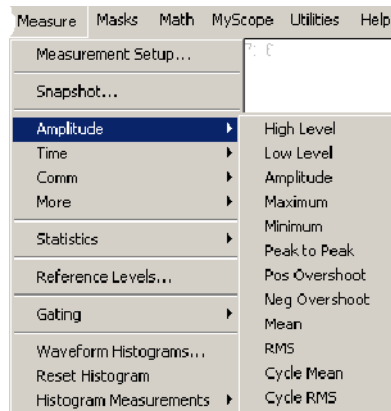 Measure Masks Math MyScope Utilities Help
Measurement Setup...
Snapshot...
Amplitude
Time
Comm
More
Statistics
Reference Levels...
Gating
Waveform Histograms...
Reset Histogram
Histogram Measurements
High Level
Low Level
Amplitude
Maximum
Minimum
Peak to Peak
Pos Overshoot
Neg Overshoot
Mean
RMS
Cycle Mean
Cycle RMS